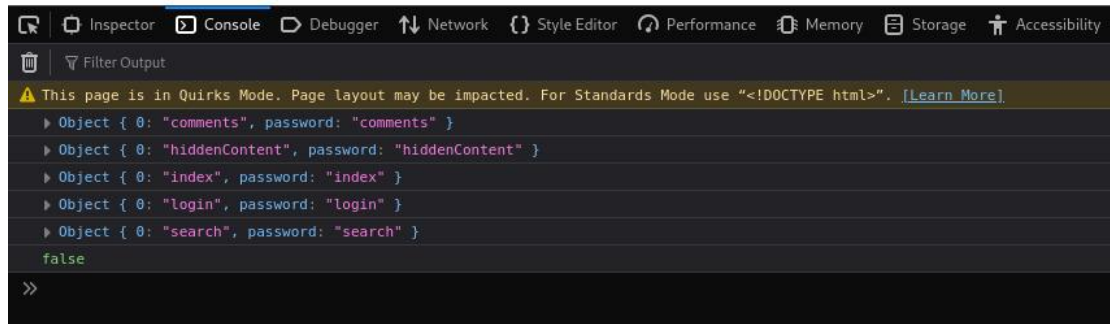 Inspector Console Debugger Network Style Editor Performance Memory Storage Accessibility
Filter Output
This page is in Quirks Mode. Page layout may be impacted. For Standards Mode use “<!DOCTYPE html>”. [Learn More]
Object { 0: "comments", password: "comments" }
Object { 0: "hiddenContent", password: "hiddenContent" }
Object { 0: "index", password: "index" }
Object { 0: "login", password: "login" }
Object { 0: "search", password: "search" }
false